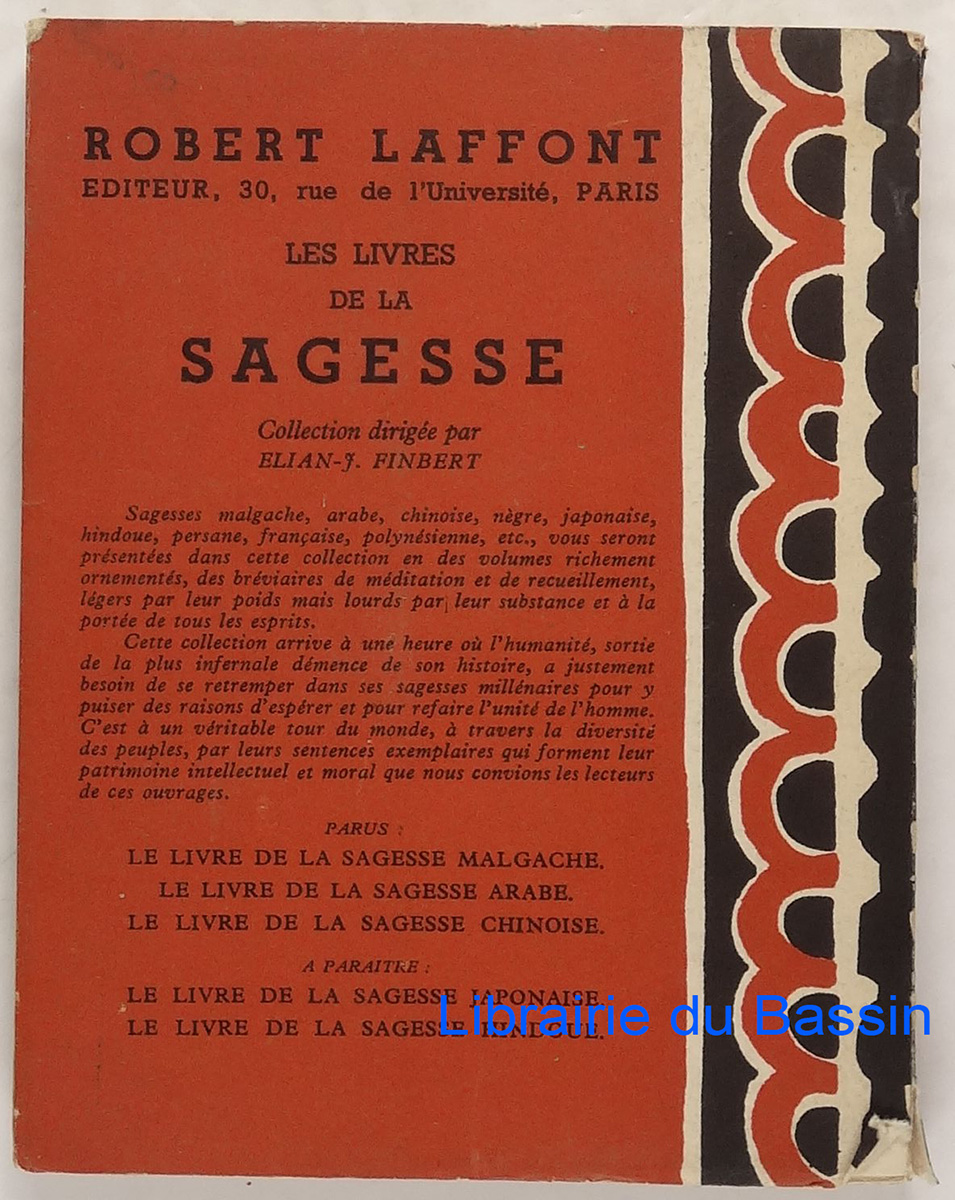 ROBERT LAFFONT
EDITEUR, 30, rue de l'Université, PARIS
LES LIVRES
DE LA
SAGESSE
Collection dirigée par
ELIAN-J. FINBERT
Sagesses malgache, arabe, chinoise, nègre, japonaise,
hindoue, persane, française, polynésienne, etc., vous seront
présentées dans cette collection en des volumes richement
ornementés, des bréviaires de méditation et de recueillement,
légers par leur poids mais lourds par leur substance et à la
portée de tous les esprits.
Cette collection arrive à une heure où l'humanité, sortie
de la plus infernale démence de son histoire, a justement
besoin de se retremper dans ses sagesses millénaires pour y
puiser des raisons d'espérer et pour refaire l'unité de l'homme.
C'est à un véritable tour du monde, à travers la diversité
des peuples, par leurs sentences exemplaires qui forment leur
patrimoine intellectuel et moral que nous convions les lecteurs
de ces ouvrages.
PARUS :
LE LIVRE DE LA SAGESSE MALGACHE.
LE LIVRE DE LA SAGESSE ARABE.
LE LIVRE DE LA SAGESSE CHINOISE.
A PARAITRE :
LE LIVRE DE LA SAGESSE JAPONAISE.
LE LIVRE DE LA SAGESSE HINDOUE.
Librairie du Bassin